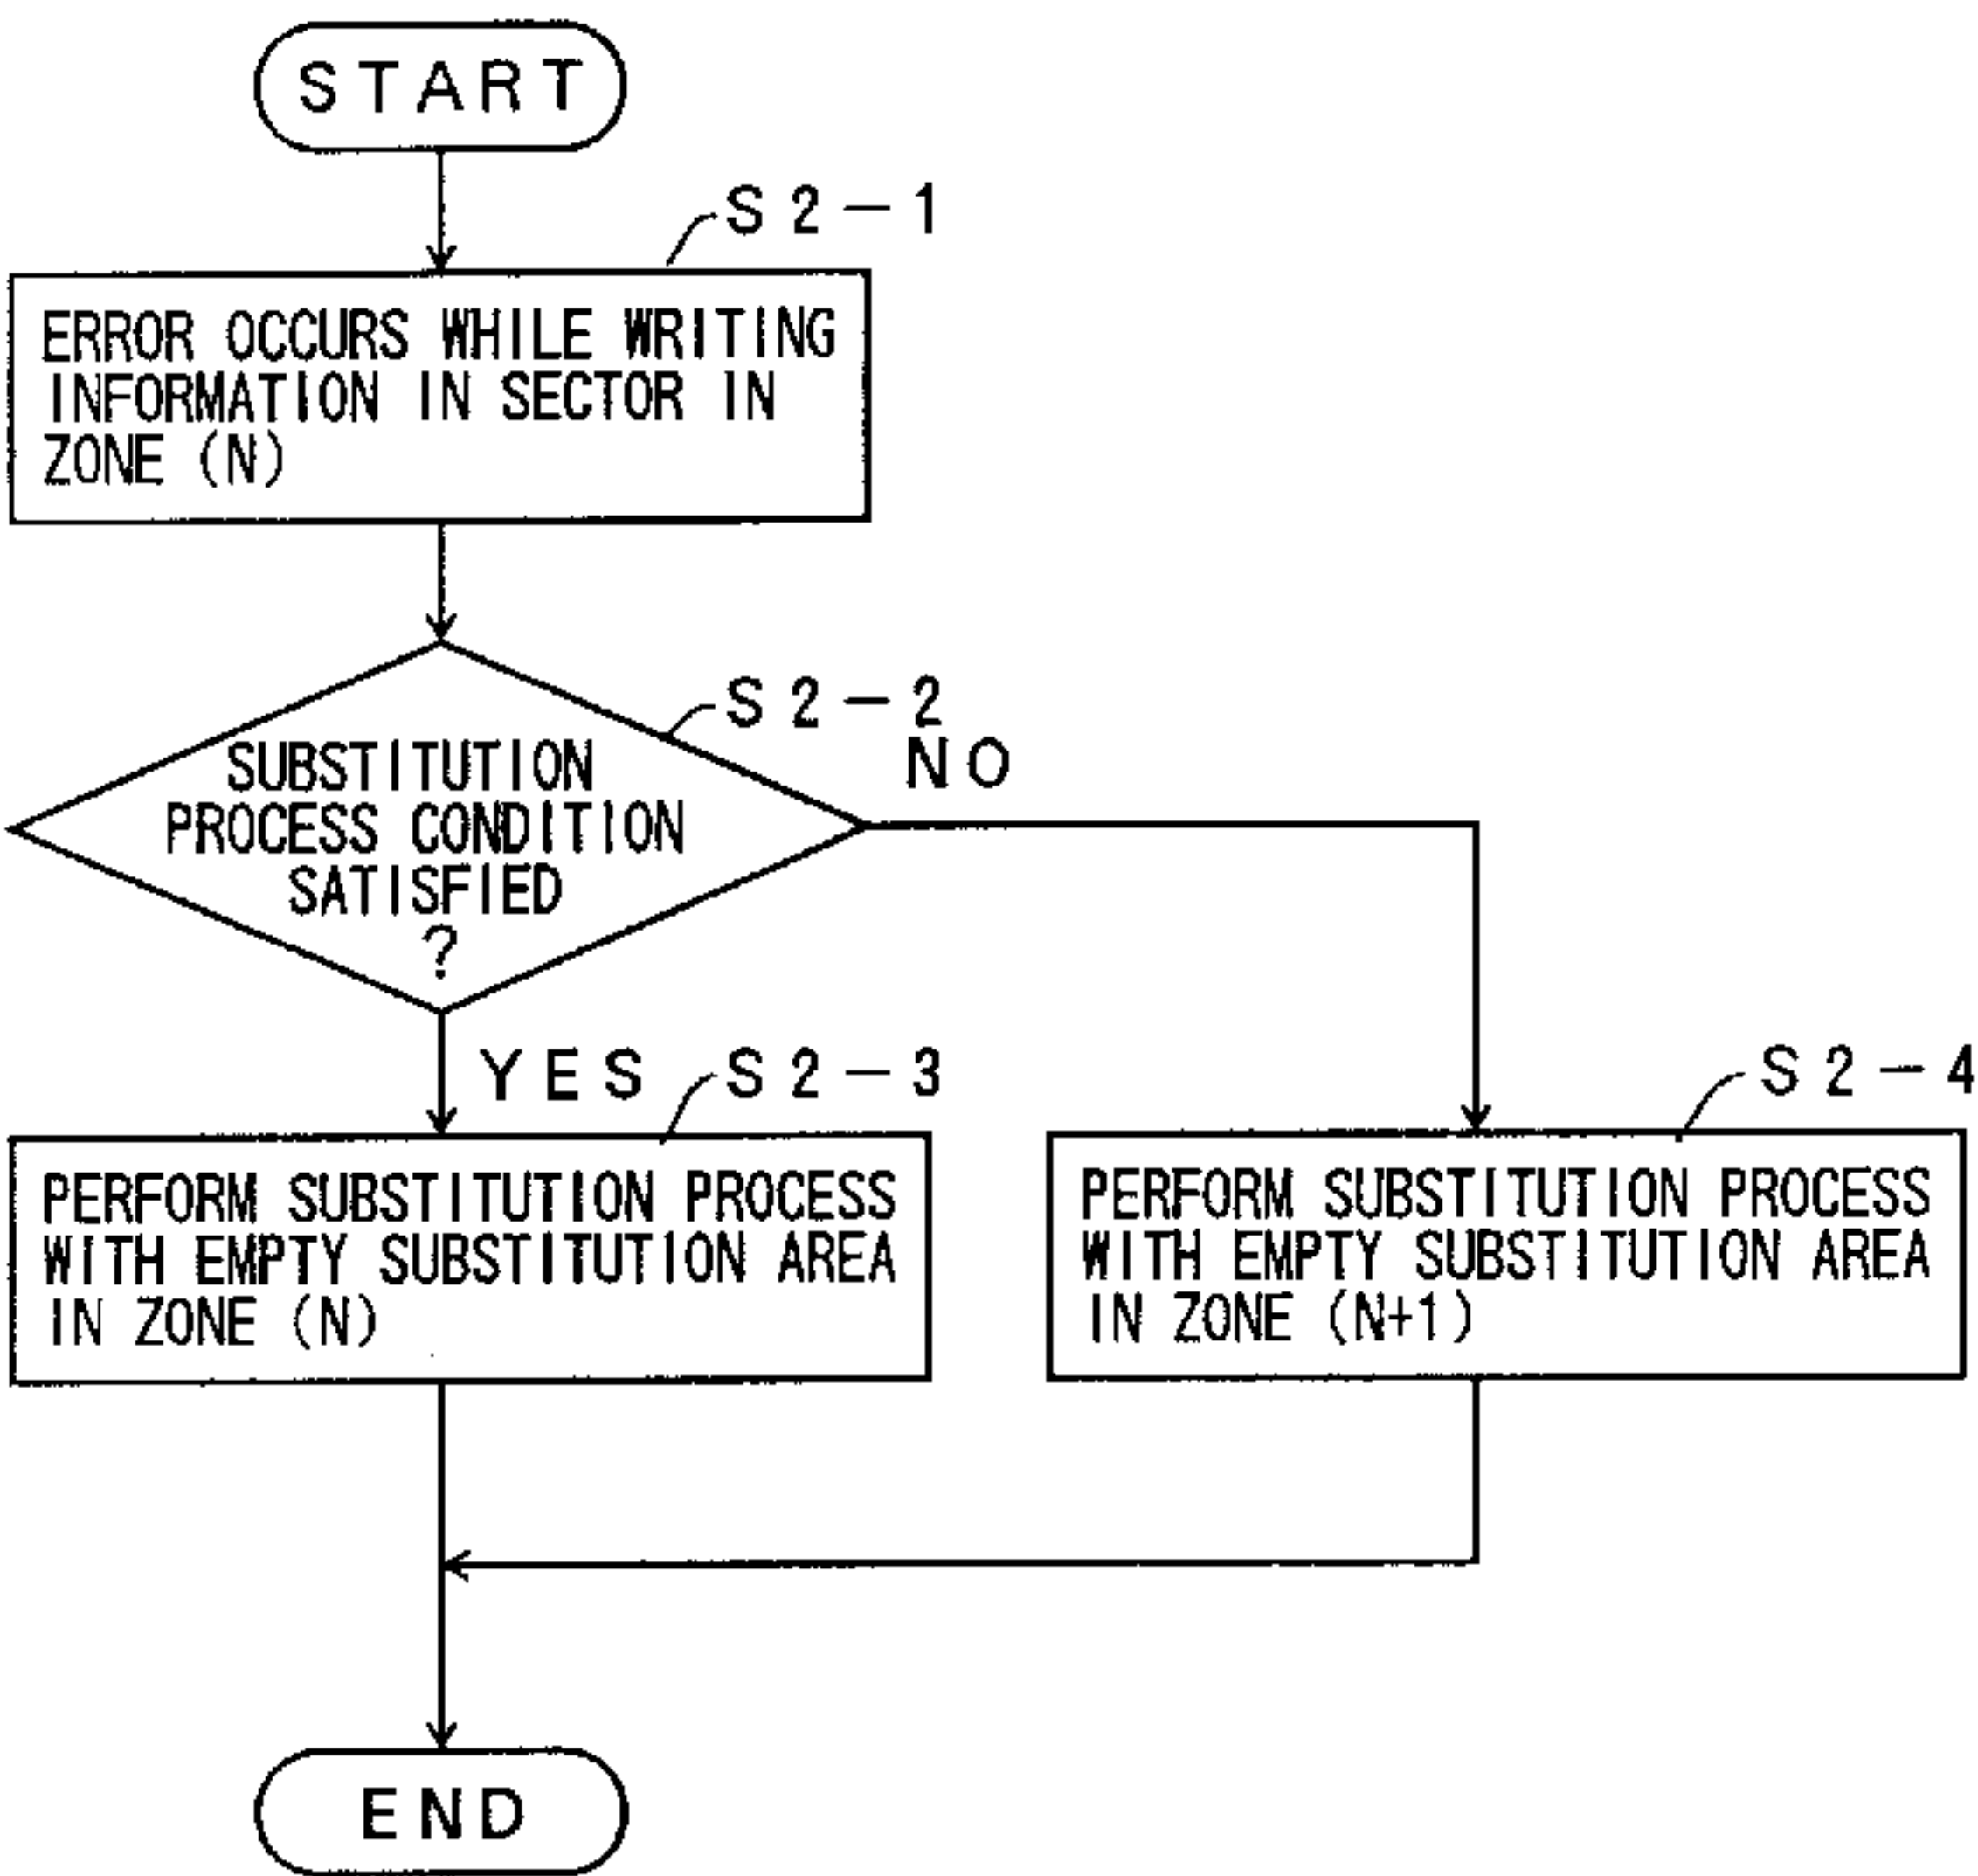 START
S2-1
ERROR OCCURS WHILE WRITING
INFORMATION IN SECTOR IN
ZONE (N)
S2-2
NO
SUBSTITUTION
PROCESS CONDITION
SATISFIED
?
YES
S2-3
PERFORM SUBSTITUTION PROCESS
WITH EMPTY SUBSTITUTION AREA
IN ZONE (N)
S2-4
PERFORM SUBSTITUTION PROCESS
WITH EMPTY SUBSTITUTION AREA
IN ZONE (N+1)
END